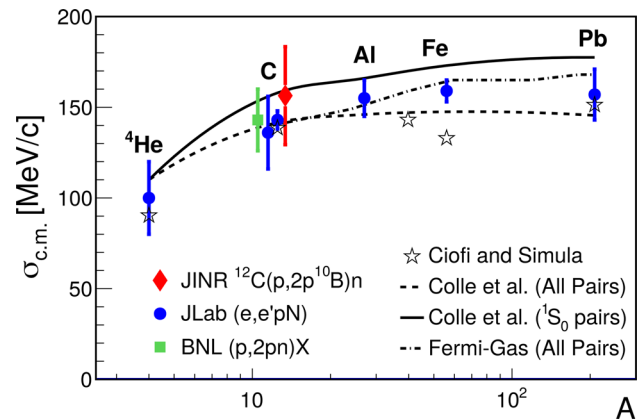 200
150
100
50
0
σc.m. [MeV/c]
⁴He
C
Al
Fe
Pb
JINR ¹²C(p,2p¹⁰B)n
JLab (e,e'pN)
BNL (p,2pn)X
Ciofi and Simula
Colle et al. (All Pairs)
Colle et al. (¹S₀ pairs)
Fermi-Gas (All Pairs)
10
10²
A